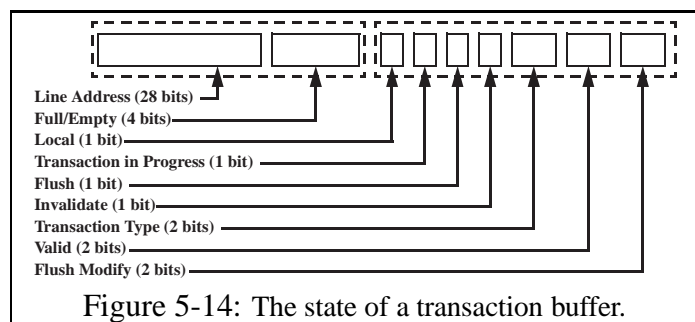 Line Address (28 bits)
Full/Empty (4 bits)
Local (1 bit)
Transaction in Progress (1 bit)
Flush (1 bit)
Invalidate (1 bit)
Transaction Type (2 bits)
Valid (2 bits)
Flush Modify (2 bits)
Figure 5-14: The state of a transaction buffer.